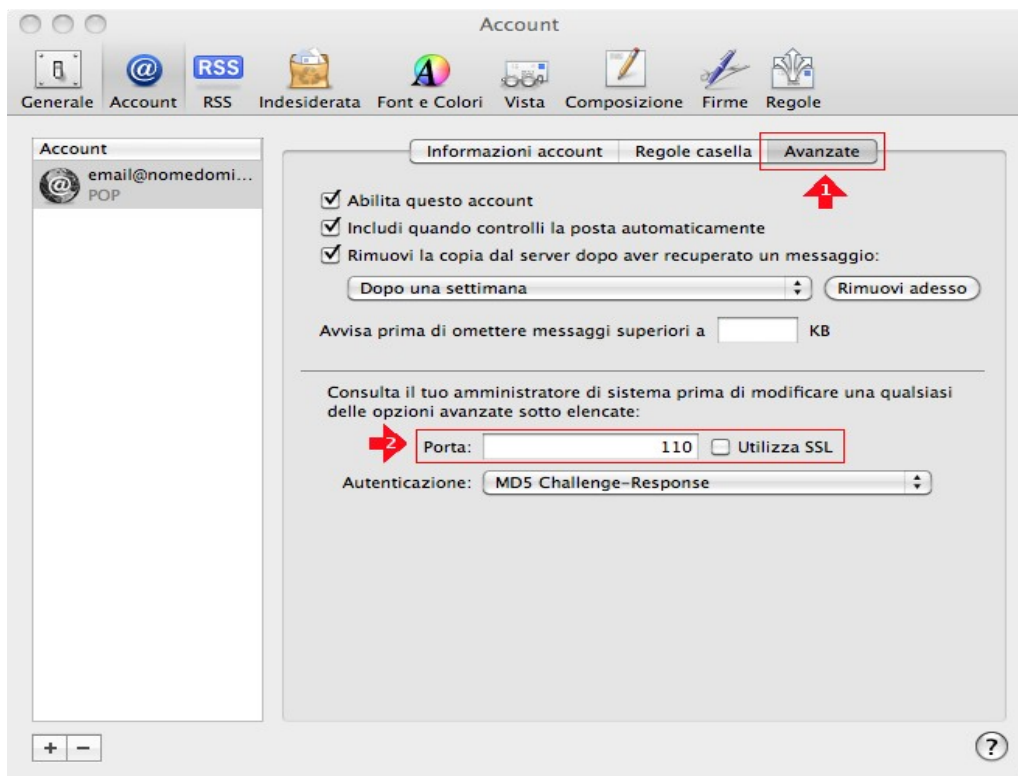 Account
RSS
Generale Account RSS Indesiderata Font e Colori Vista Composizione Firme Regole
Account
email@nomedomi...
POP
Informazioni account Regole casella Avanzate
1
Abilita questo account
Includi quando controlli la posta automaticamente
Rimuovi la copia dal server dopo aver recuperato un messaggio:
Dopo una settimana Rimuovi adesso
Avvisa prima di omettere messaggi superiori a KB
Consulta il tuo amministratore di sistema prima di modificare una qualsiasi
delle opzioni avanzate sotto elencate:
2 Porta: 110 Utilizza SSL
Autenticazione: MD5 Challenge-Response
+ - ?